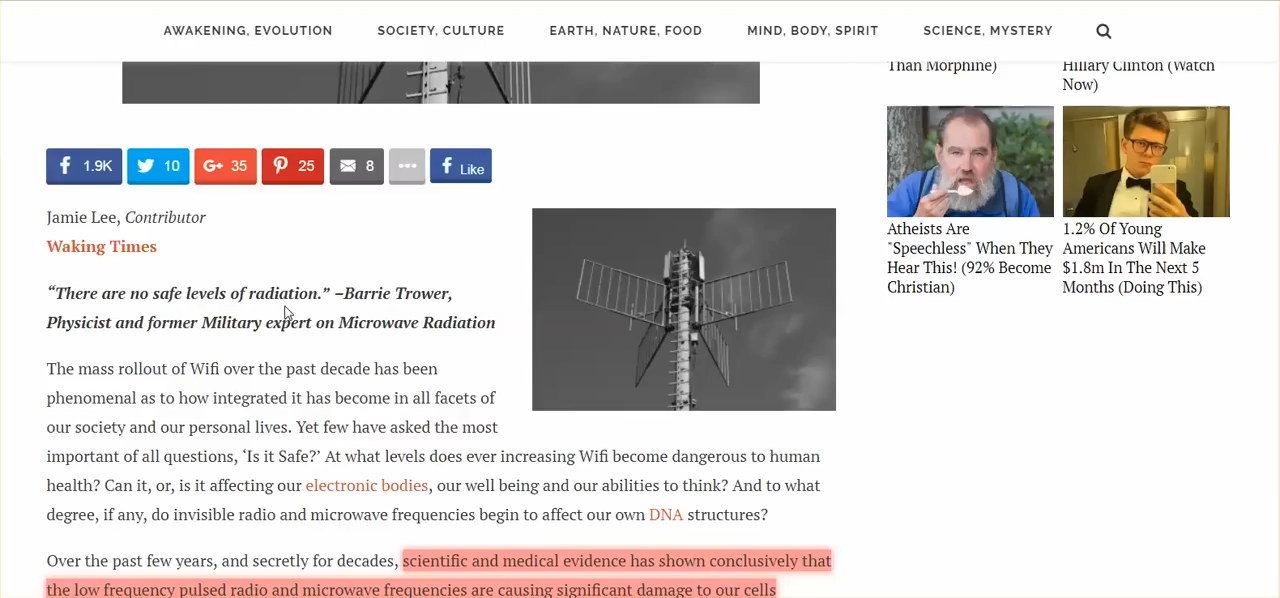 AWAKENING, EVOLUTION
SOCIETY, CULTURE
EARTH, NATURE, FOOD
MIND, BODY, SPIRIT
SCIENCE, MYSTERY
1.9K
10
G+ 35
25
8
Like
Jamie Lee, Contributor
Waking Times
“There are no safe levels of radiation.” –Barrie Trower,
Physicist and former Military expert on Microwave Radiation
The mass rollout of Wifi over the past decade has been
phenomenal as to how integrated it has become in all facets of
our society and our personal lives. Yet few have asked the most
important of all questions, ‘Is it Safe?’ At what levels does ever increasing Wifi become dangerous to human
health? Can it, or, is it affecting our electronic bodies, our well being and our abilities to think? And to what
degree, if any, do invisible radio and microwave frequencies begin to affect our own DNA structures?
Over the past few years, and secretly for decades, scientific and medical evidence has shown conclusively that
the low frequency pulsed radio and microwave frequencies are causing significant damage to our cells
Than Morphine)
Hillary Clinton (Watch
Now)
Atheists Are
"Speechless" When They
Hear This! (92% Become
Christian)
1.2% Of Young
Americans Will Make
$1.8m In The Next 5
Months (Doing This)